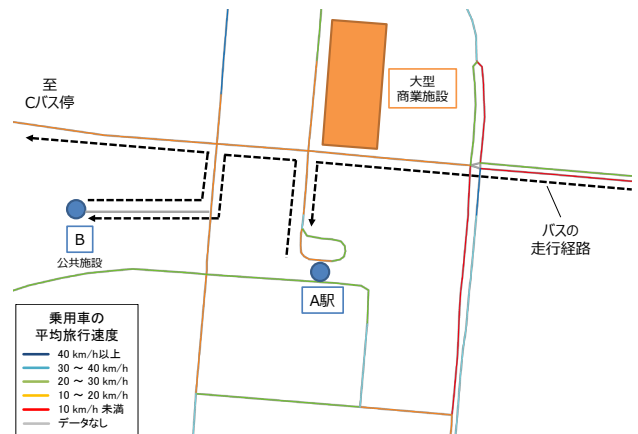 至
Cバス停
大型
商業施設
バスの
走行経路
B
公共施設
A駅
乗用車の
平均旅行速度
40 km/h以上
30 ～ 40 km/h
20 ～ 30 km/h
10 ～ 20 km/h
10 km/h 未満
データなし